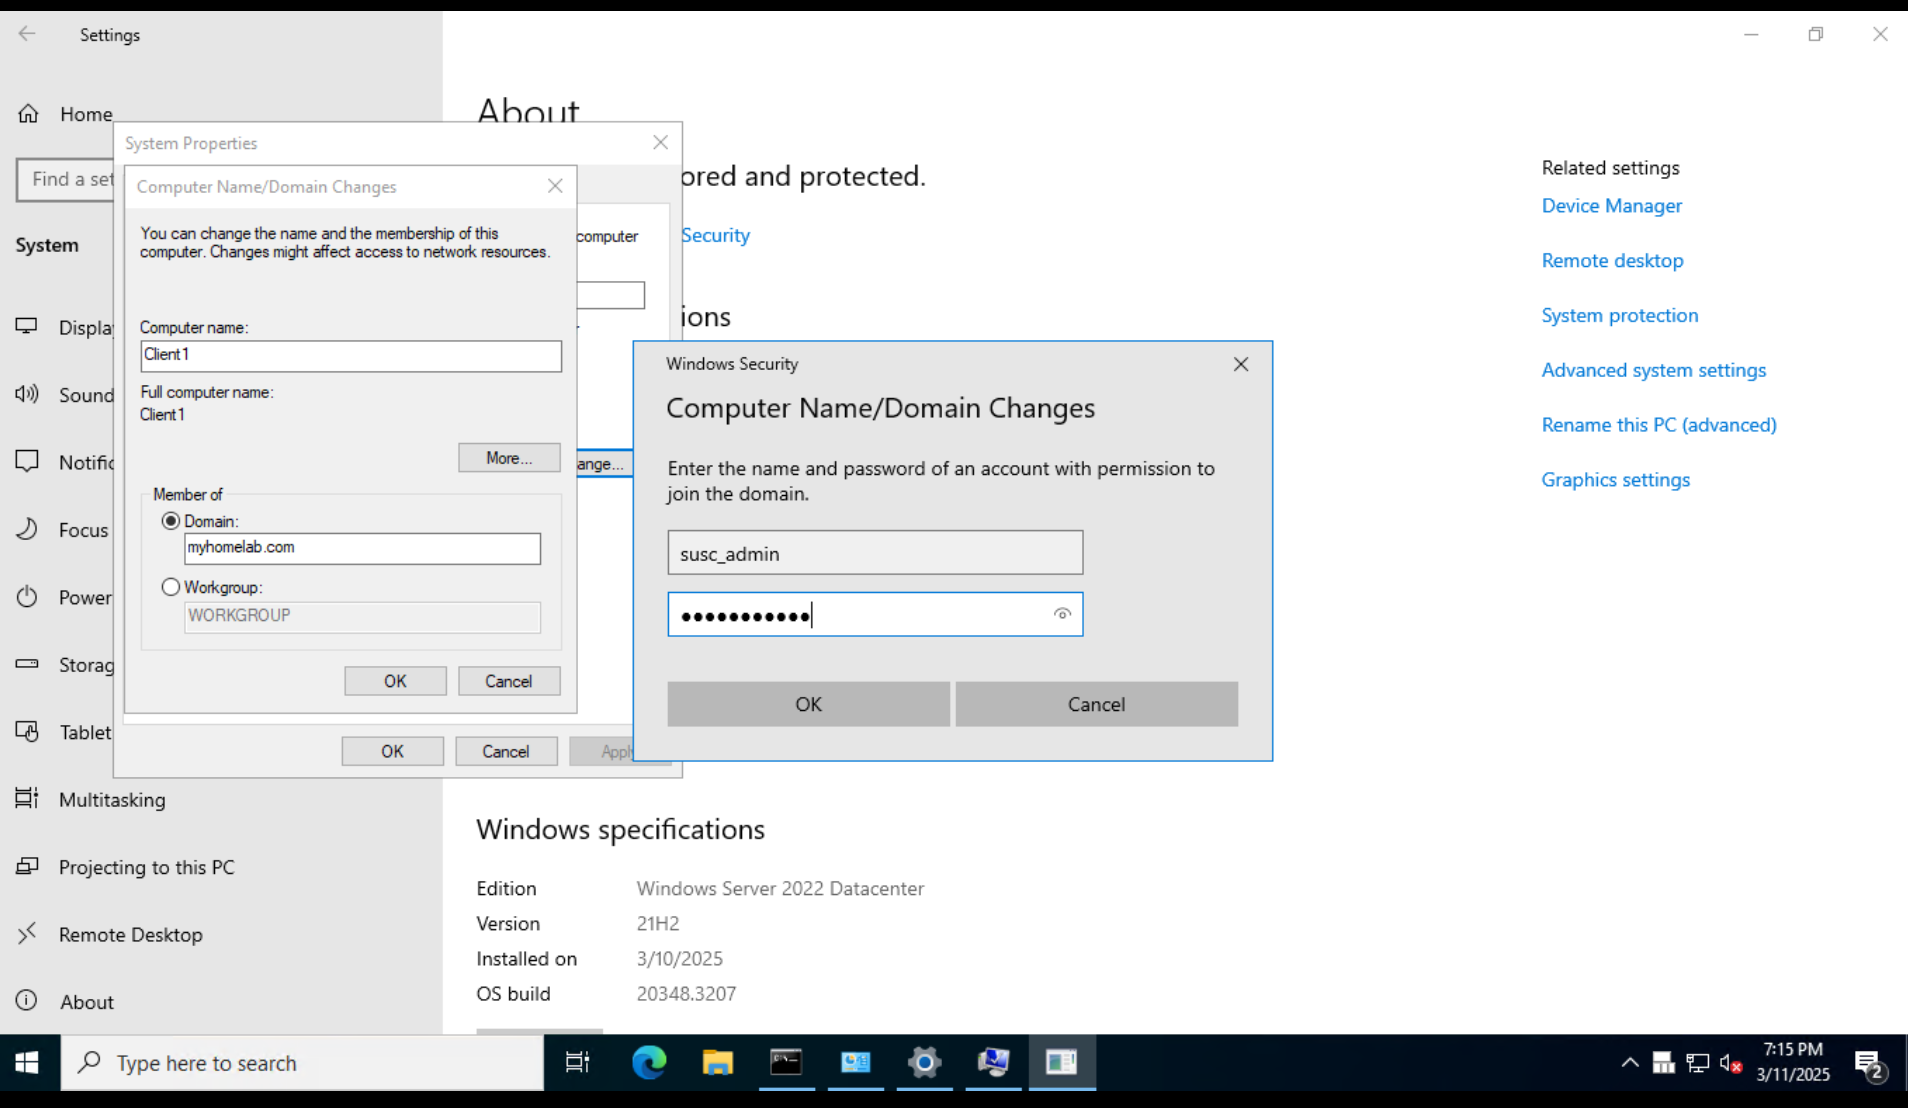 Settings
Home
Find a set
System
Displa
Sound
Notific
Focus
Power
Storag
Tablet
Multitasking
Projecting to this PC
Remote Desktop
About
About
ored and protected.
Security
ions
System Properties
computer
ange...
OK
Cancel
Apply
Computer Name/Domain Changes
You can change the name and the membership of this
computer. Changes might affect access to network resources.
Computer name:
Client1
Full computer name:
Client1
More...
Member of
Domain:
myhomelab.com
Workgroup:
WORKGROUP
OK
Cancel
Windows Security
Computer Name/Domain Changes
Enter the name and password of an account with permission to
join the domain.
susc_admin
●●●●●●●●●●●
OK
Cancel
Windows specifications
Edition Windows Server 2022 Datacenter
Version 21H2
Installed on 3/10/2025
OS build 20348.3207
Related settings
Device Manager
Remote desktop
System protection
Advanced system settings
Rename this PC (advanced)
Graphics settings
Type here to search
7:15 PM
3/11/2025
2